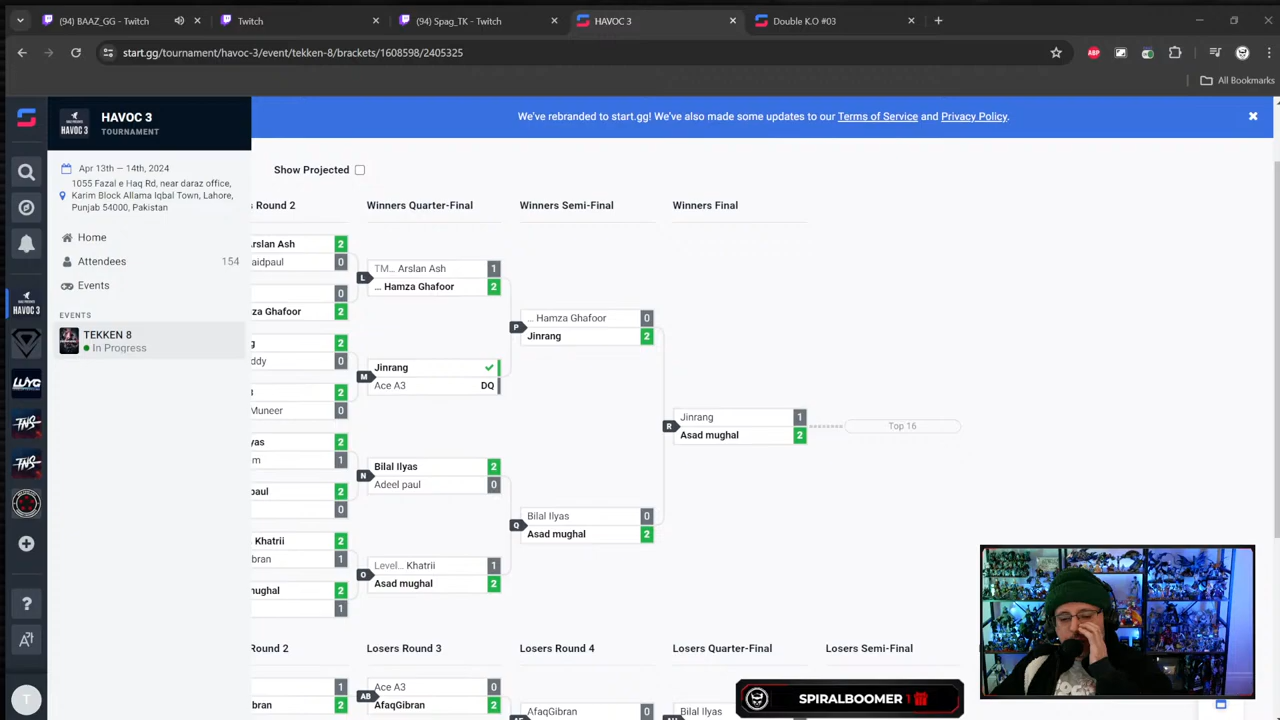 (94) BAAZ_GG - Twitch
Twitch
(94) Spag_TK - Twitch
HAVOC 3
Double K.O #03
start.gg/tournament/havoc-3/event/tekken-8/brackets/1608598/2405325
ABP
All Bookmarks
HAVOC 3
TOURNAMENT
We've rebranded to start.gg! We've also made some updates to our Terms of Service and Privacy Policy.
Apr 13th — 14th, 2024
1055 Fazal e Haq Rd, near daraz office,
Karim Block Allama Iqbal Town, Lahore,
Punjab 54000, Pakistan
Home
Attendees 154
Events
EVENTS
TEKKEN 8
In Progress
HAVOC 3
WYG
TNS
TNS
?
T
Show Projected
s Round 2
Winners Quarter-Final
Winners Semi-Final
Winners Final
Arslan Ash 2
aidpaul 0
0
za Ghafoor 2
g 2
ddy 0
3 2
Muneer 0
yas 2
m 1
paul 2
0
Khatrii 2
bran 1
nughal 2
1
L
TM... Arslan Ash 1
... Hamza Ghafoor 2
M
Jinrang
Ace A3 DQ
N
Bilal Ilyas 2
Adeel paul 0
O
Level... Khatrii 1
Asad mughal 2
P
... Hamza Ghafoor 0
Jinrang 2
Q
Bilal Ilyas 0
Asad mughal 2
R
Jinrang 1
Asad mughal 2
Top 16
Round 2
Losers Round 3
Losers Round 4
Losers Quarter-Final
Losers Semi-Final
1
bran 2
AB
Ace A3 0
AfaqGibran 2
AfaqGibran 0
Bilal Ilyas
SPIRALBOOMER 1